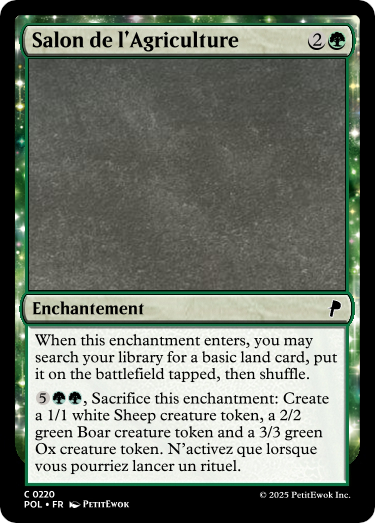 Salon de l'Agriculture 2
Enchantement
When this enchantment enters, you may
search your library for a basic land card, put
it on the battlefield tapped, then shuffle.
5, Sacrifice this enchantment: Create
a 1/1 white Sheep creature token, a 2/2
green Boar creature token and a 3/3 green
Ox creature token. N'activez que lorsque
vous pourriez lancer un rituel.
C 0220
POL • FR PetitEwok
© 2025 PetitEwok Inc.